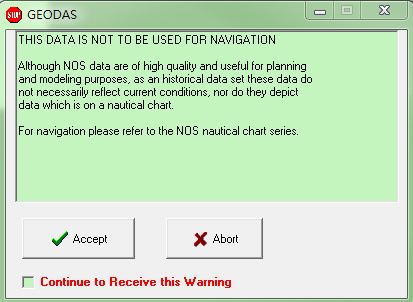 STOP GEODAS
THIS DATA IS NOT TO BE USED FOR NAVIGATION
Although NOS data are of high quality and useful for planning
and modeling purposes, as an historical data set these data do
not necessarily reflect current conditions, nor do they depict
data which is on a nautical chart.
For navigation please refer to the NOS nautical chart series.
Accept Abort
Continue to Receive this Warning